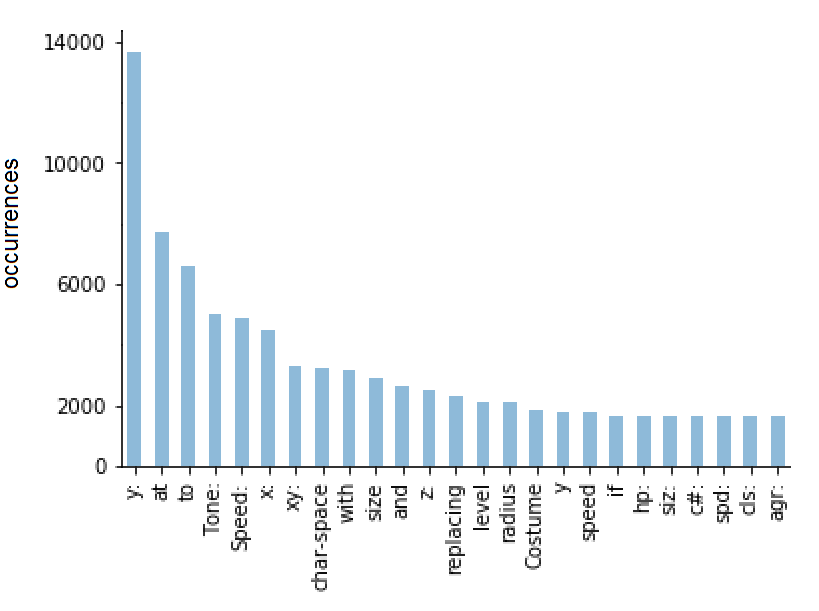 14000
10000
6000
2000
0
occurrences
y:
at
to
Tone:
Speed:
x:
xy:
char-space
with
size
and
z:
replacing
level
radius
Costume
y
speed
if
hp:
siz:
c#:
spd:
cls:
agr: